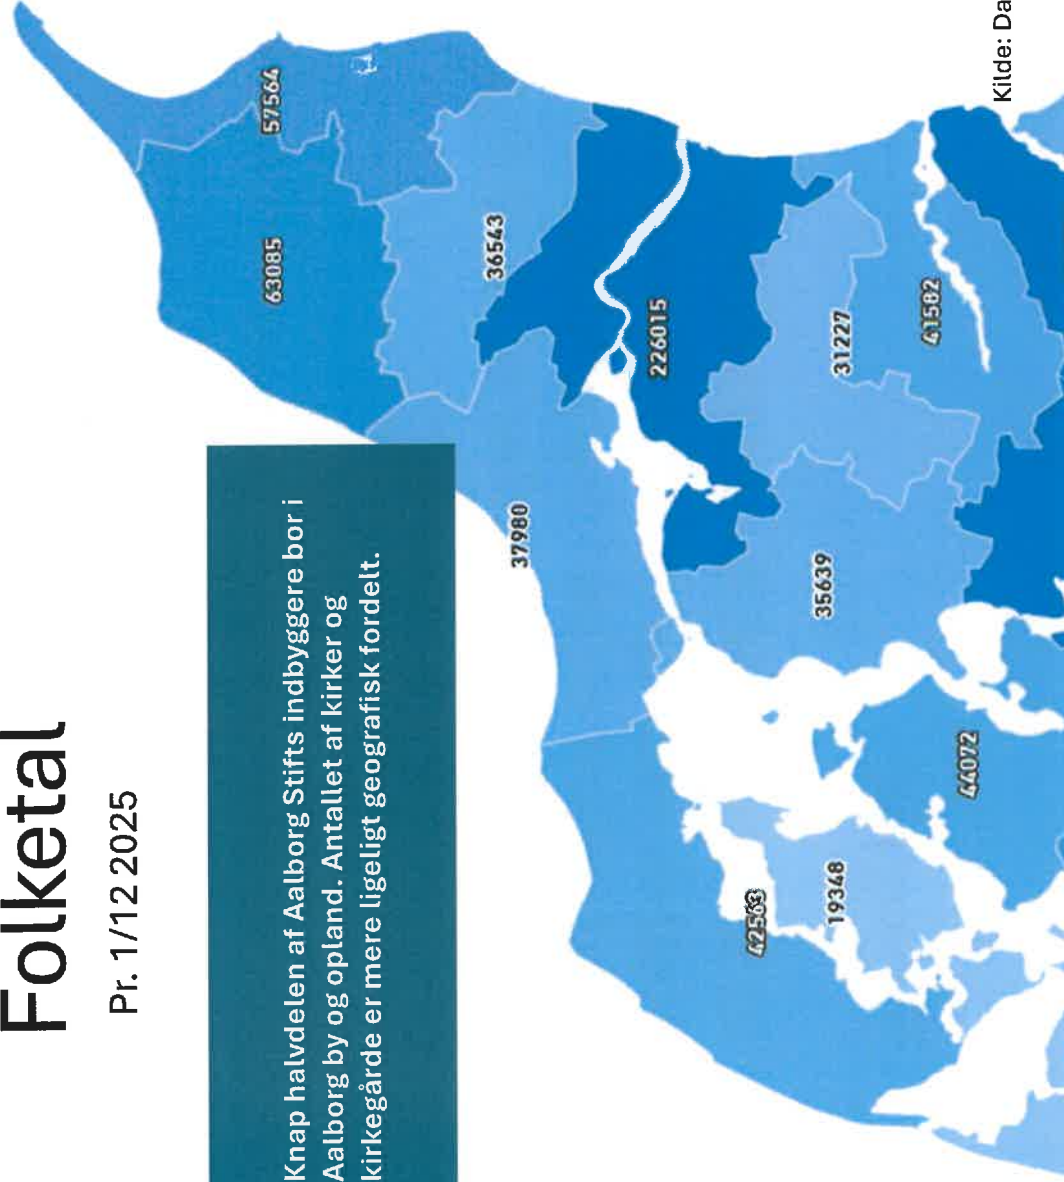 Folketal
Pr. 1/12 2025
Knap halvdelen af Aalborg Stifts indbyggere bor i
Aalborg by og opland. Antallet af kirker og
kirkegårde er mere ligeligt geografisk fordelt.
57564
63085
36543
37980
226015
42563
35639
31227
19348
41582
44072
Kilde: Da